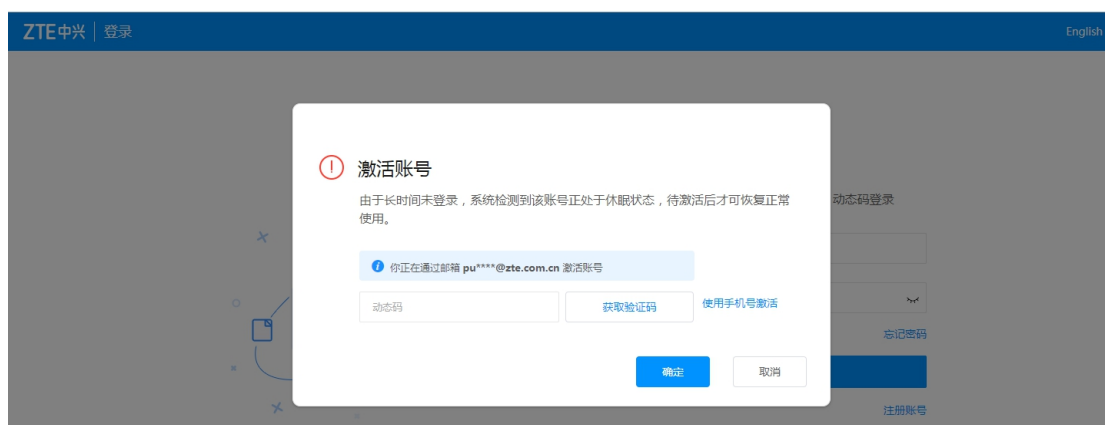 ZTE中兴 登录
English
激活账号
由于长时间未登录，系统检测到该账号正处于休眠状态，待激活后才可恢复正常
使用。
动态码登录
你正在通过邮箱 pu****@zte.com.cn 激活账号
动态码
获取验证码
使用手机号激活
忘记密码
确定
取消
注册账号